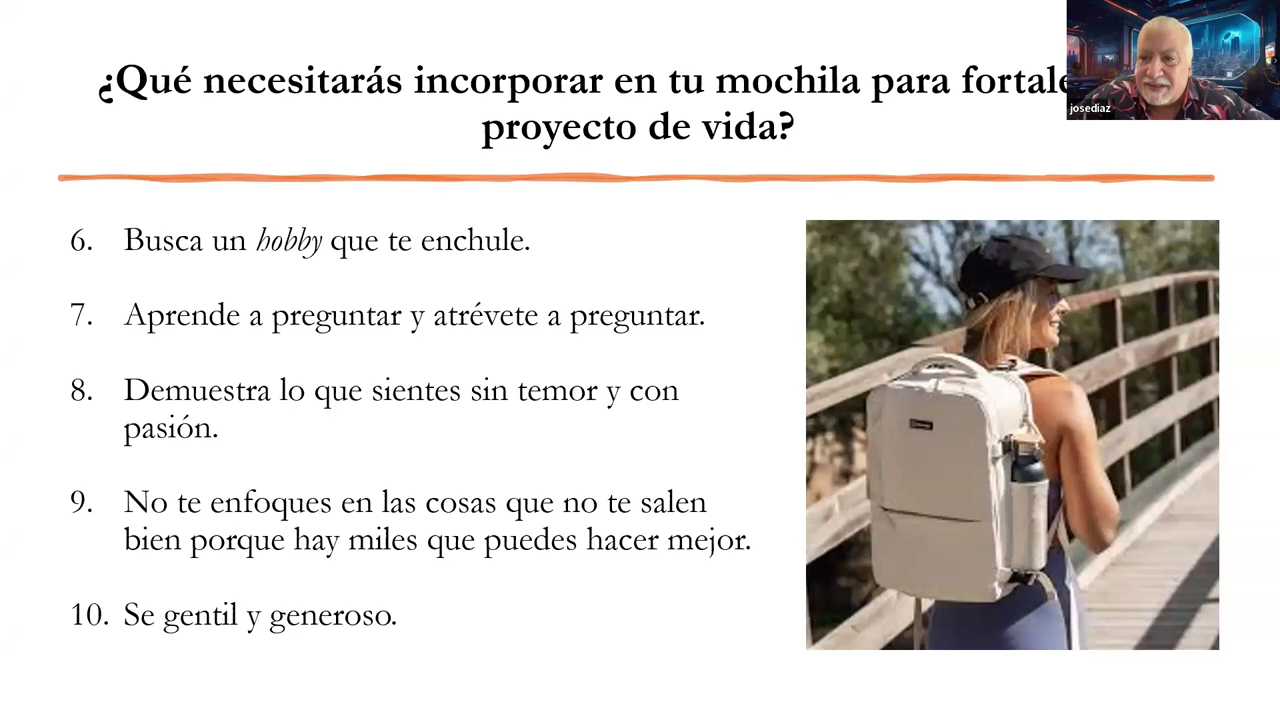 ¿Qué necesitarás incorporar en tu mochila para
proyecto de vida?
josediaz
6. Busca un hobby que te enchule.
7. Aprende a preguntar y atrévete a preguntar.
8. Demuestra lo que sientes sin temor y con
pasión.
9. No te enfoques en las cosas que no te salen
bien porque hay miles que puedes hacer mejor.
10. Se gentil y generoso.